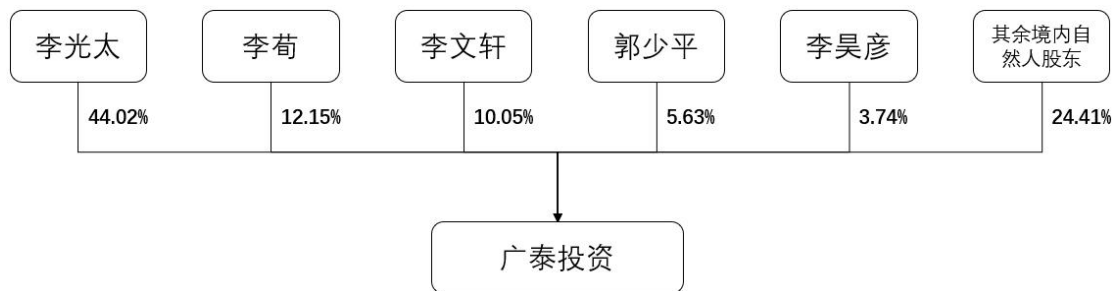 李光太
李荀
李文轩
郭少平
李昊彦
其余境内自
然人股东
44.02%
12.15%
10.05%
5.63%
3.74%
24.41%
广泰投资